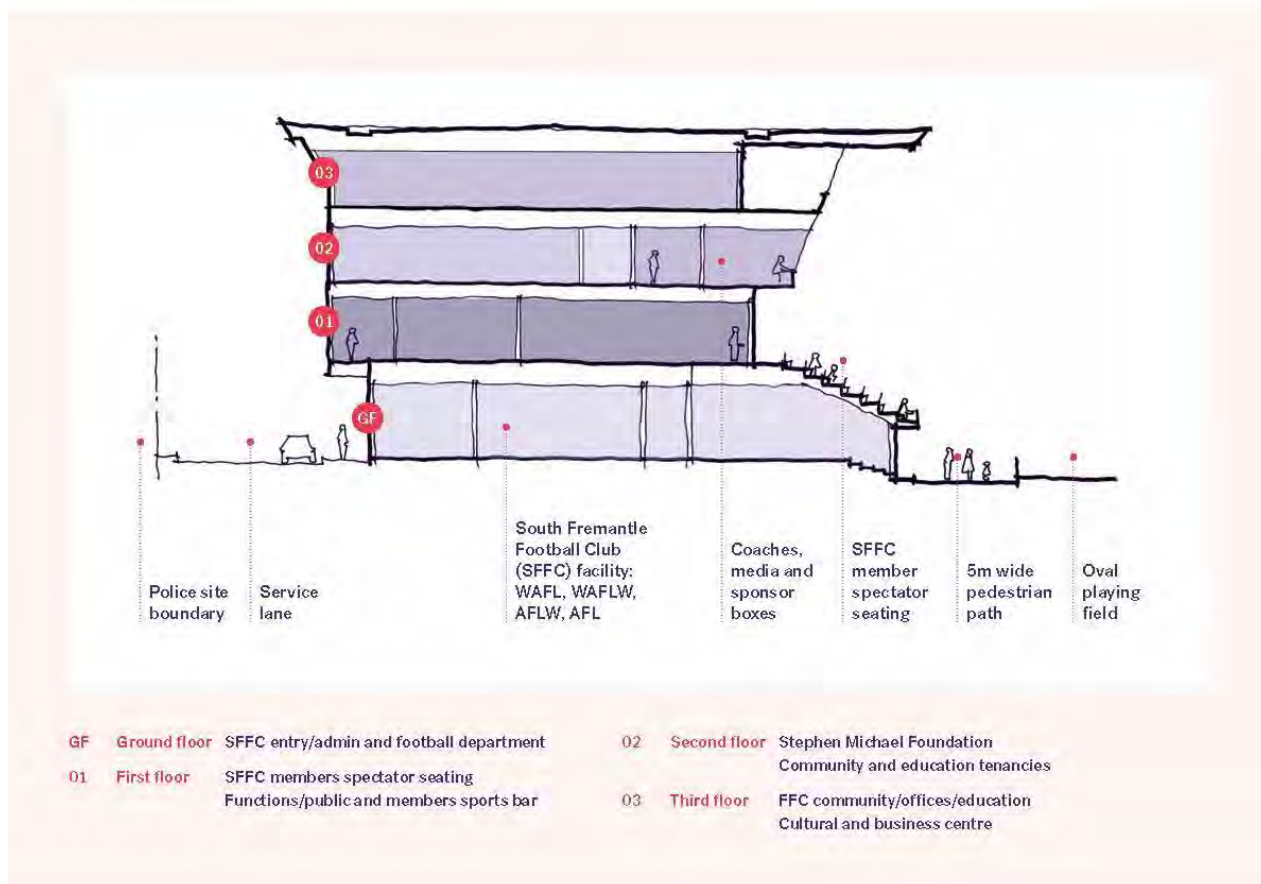 03
02
01
GF
Police site
boundary
Service
lane
South Fremantle
Football Club
(SFFC) facility:
WAFL, WAFLW,
AFLW, AFL
Coaches,
media and
sponsor
boxes
SFFC
member
spectator
seating
5m wide
pedestrian
path
Oval
playing
field
GF Ground floor SFFC entry/admin and football department
01 First floor SFFC members spectator seating
Functions/public and members sports bar
02 Second floor Stephen Michael Foundation
Community and education tenancies
03 Third floor FFC community/offices/education
Cultural and business centre